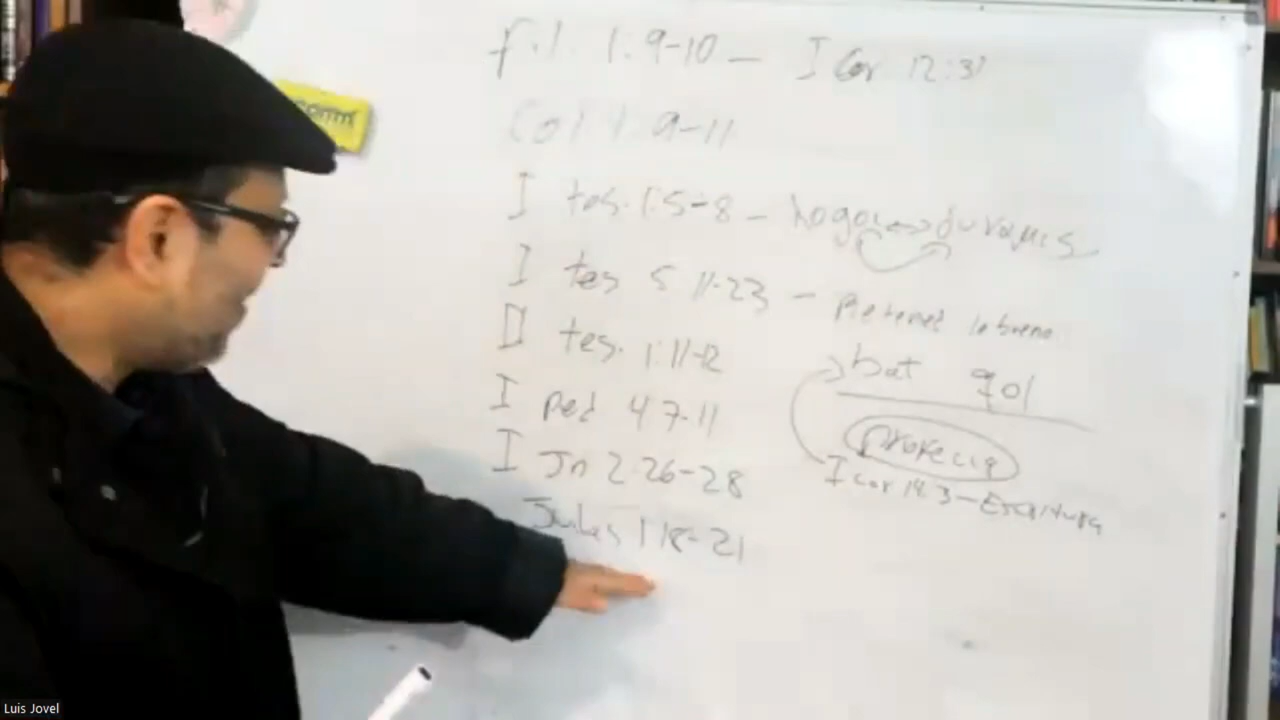 fil 1:9-10 — I Cor 12:31
Col 1:9-11
I tes. 1:5-8 — logos ↔ dunamis
I tes 5 11-23 — Retened lo bueno
II tes. 1:11-12
bat qol
I ped 4 7-11
profecia
I Jn 2:26-28
I cor 14:3 — Escritura
Judas 1 18-21
Luis Jovel